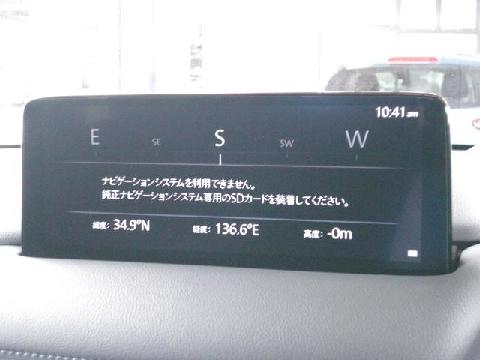 10:41am
E SE S SW W
ナビゲーションシステムを利用できません。
純正ナビゲーションシステム専用のSDカードを装着してください。
緯度: 34.9°N 経度: 136.6°E 高度: -0m